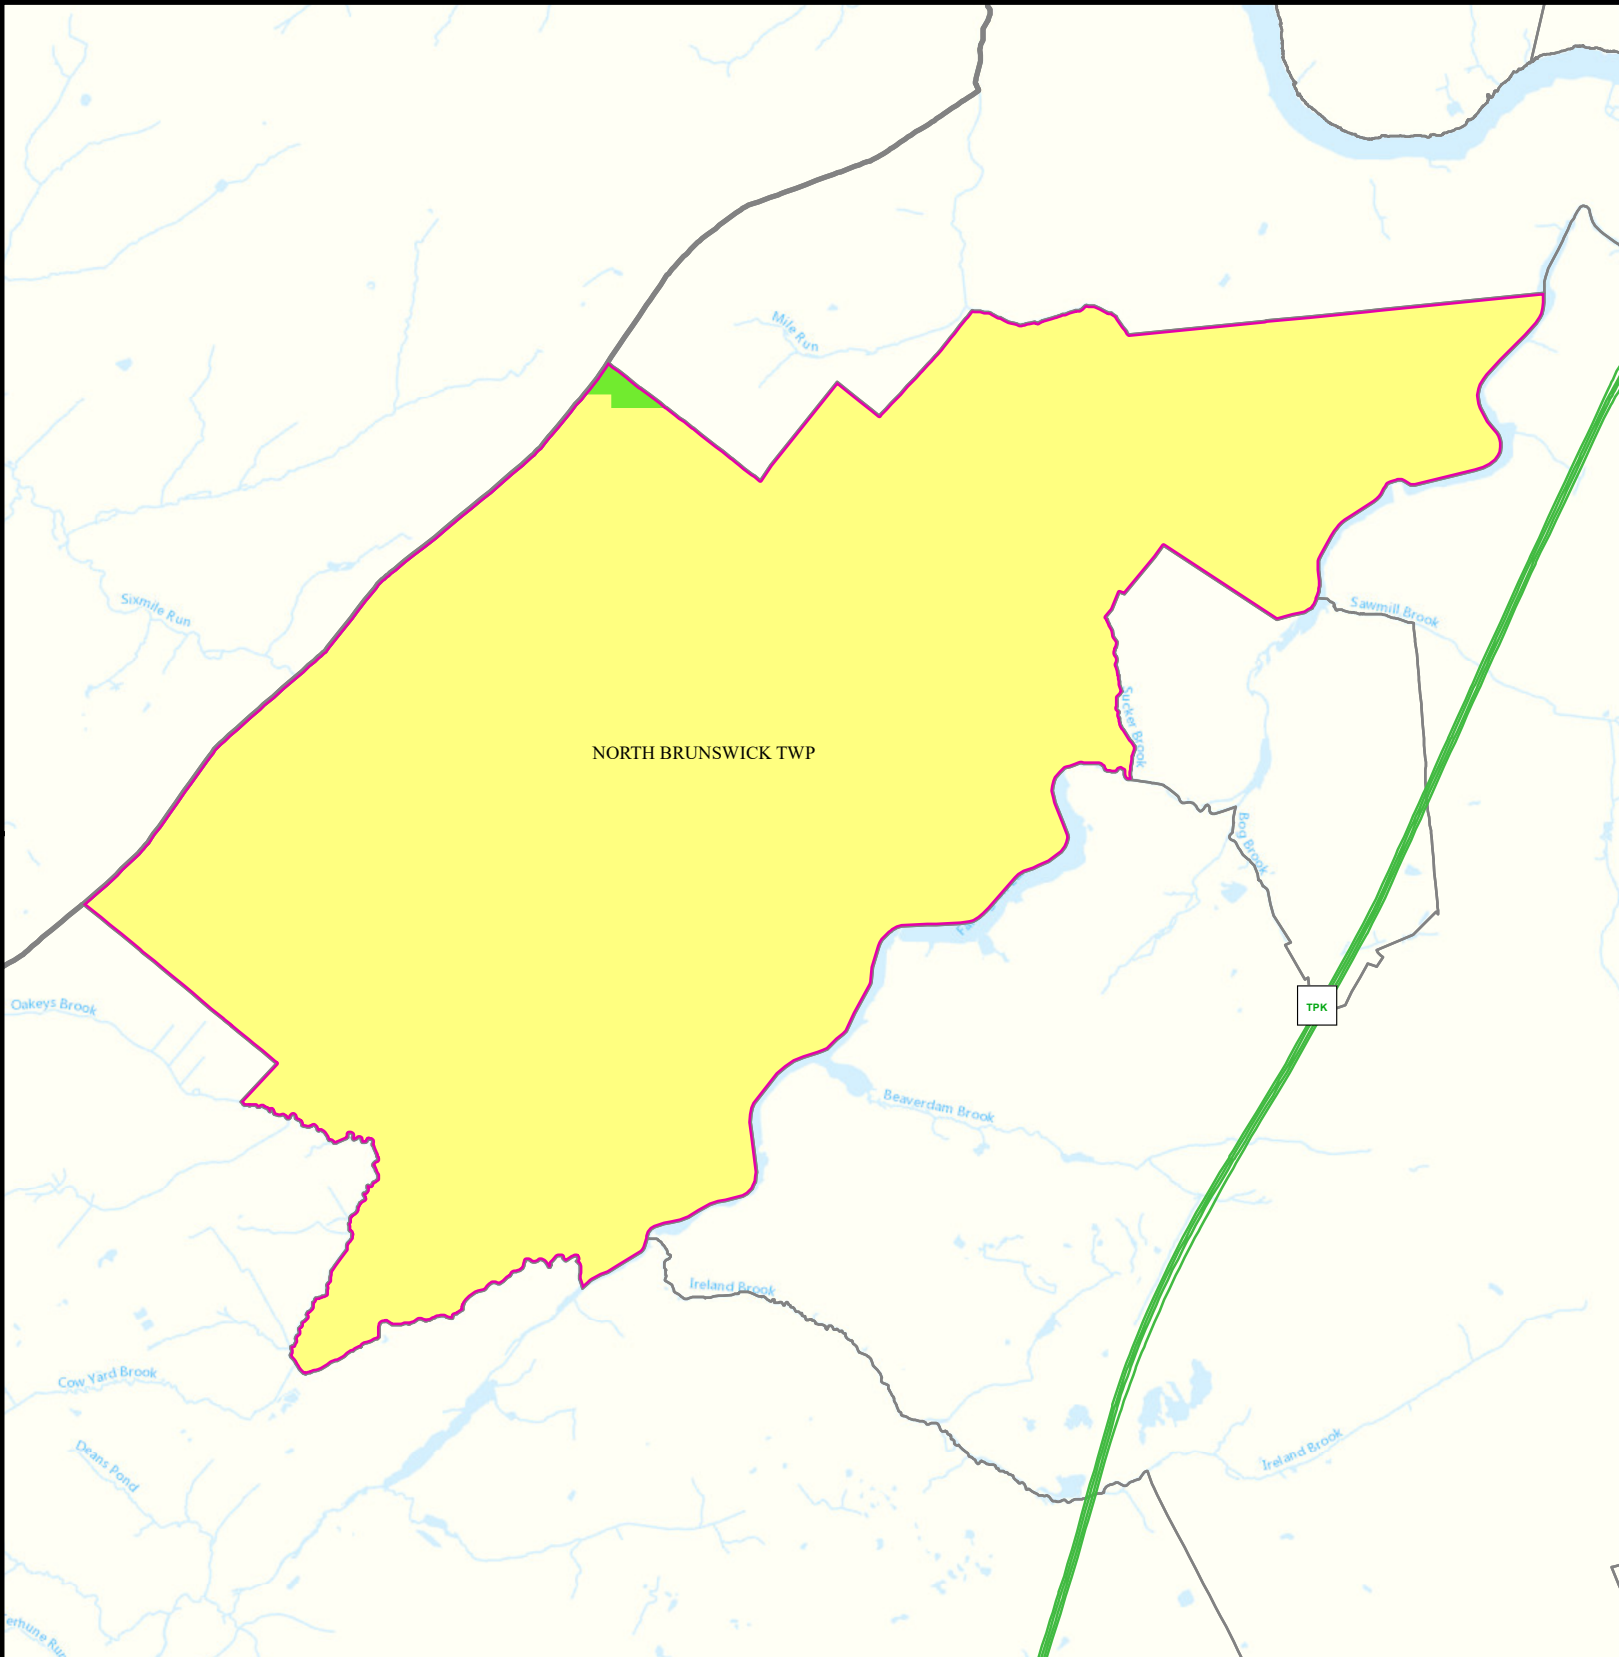 Mile Run
Sixmile Run
Sawmill Brook
Sucker Brook
NORTH BRUNSWICK TWP
Bog Brook
Oakeys Brook
TPK
Beaverdam Brook
Ireland Brook
Cow Yard Brook
Deans Pond
Ireland Brook